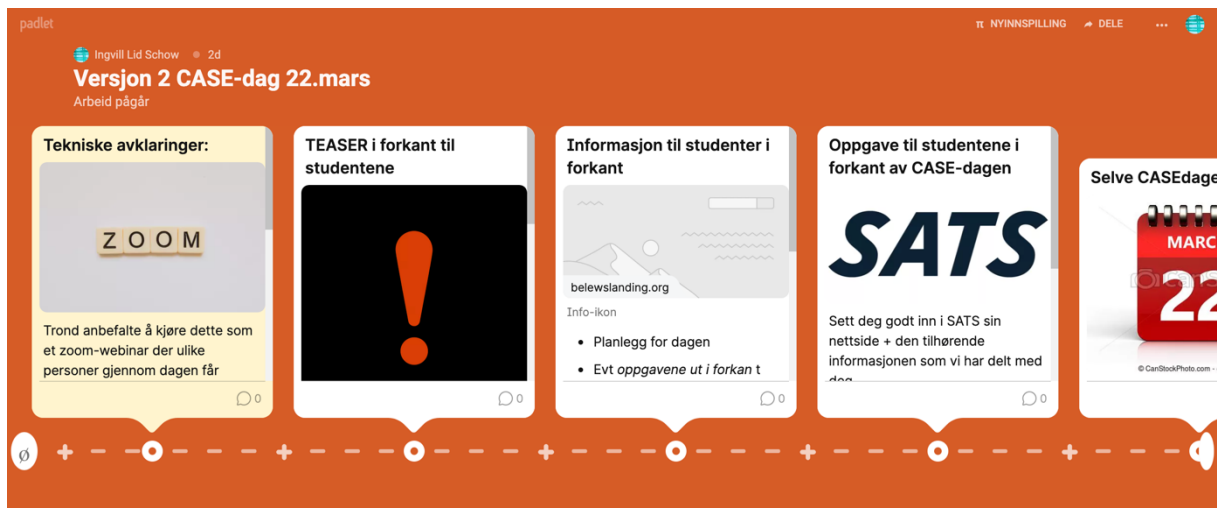 padlet
π NYINNSPILLING DELE ...
Ingvill Lid Schow 2d
Versjon 2 CASE-dag 22.mars
Arbeid pågår
Tekniske avklaringer:
ZOOM
Trond anbefalte å kjøre dette som
et zoom-webinar der ulike
personer gjennom dagen får
0
TEASER i forkant til
studentene
!
0
Informasjon til studenter i
forkant
belewslanding.org
Info-ikon
• Planlegg for dagen
• Evt oppgavene ut i forkan t
0
Oppgave til studentene i
forkant av CASE-dagen
SATS
Sett deg godt inn i SATS sin
nettside + den tilhørende
informasjonen som vi har delt med
0
Selve CASEdage
MARC
22
© CanStockPhoto.com -
ø